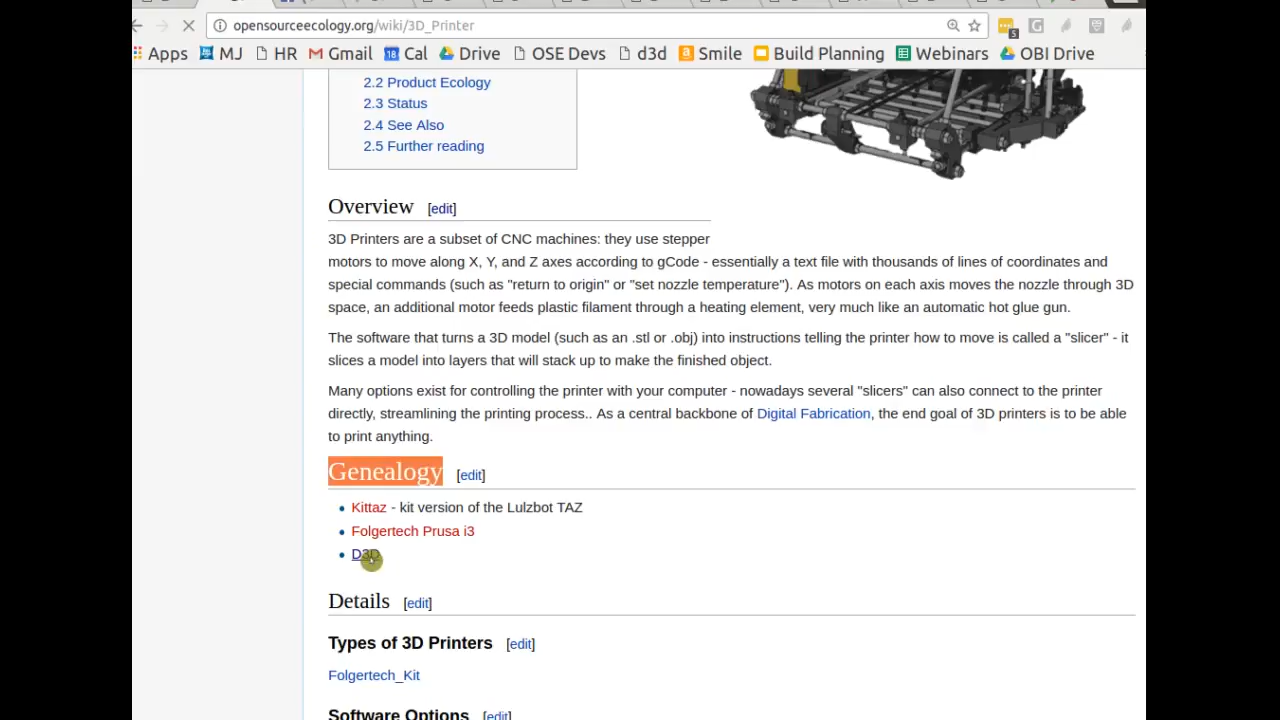 opensourceecology.org/wiki/3D_Printer
5
Apps MJ HR Gmail 18 Cal Drive OSE Devs d3d Smile Build Planning Webinars OBI Drive
2.2 Product Ecology
2.3 Status
2.4 See Also
2.5 Further reading
Overview [edit]
3D Printers are a subset of CNC machines: they use stepper
motors to move along X, Y, and Z axes according to gCode - essentially a text file with thousands of lines of coordinates and
special commands (such as "return to origin" or "set nozzle temperature"). As motors on each axis moves the nozzle through 3D
space, an additional motor feeds plastic filament through a heating element, very much like an automatic hot glue gun.
The software that turns a 3D model (such as an .stl or .obj) into instructions telling the printer how to move is called a "slicer" - it
slices a model into layers that will stack up to make the finished object.
Many options exist for controlling the printer with your computer - nowadays several "slicers" can also connect to the printer
directly, streamlining the printing process.. As a central backbone of Digital Fabrication, the end goal of 3D printers is to be able
to print anything.
Genealogy [edit]
Kittaz - kit version of the Lulzbot TAZ
Folgertech Prusa i3
D3D
Details [edit]
Types of 3D Printers [edit]
Folgertech_Kit
Software Options [edit]